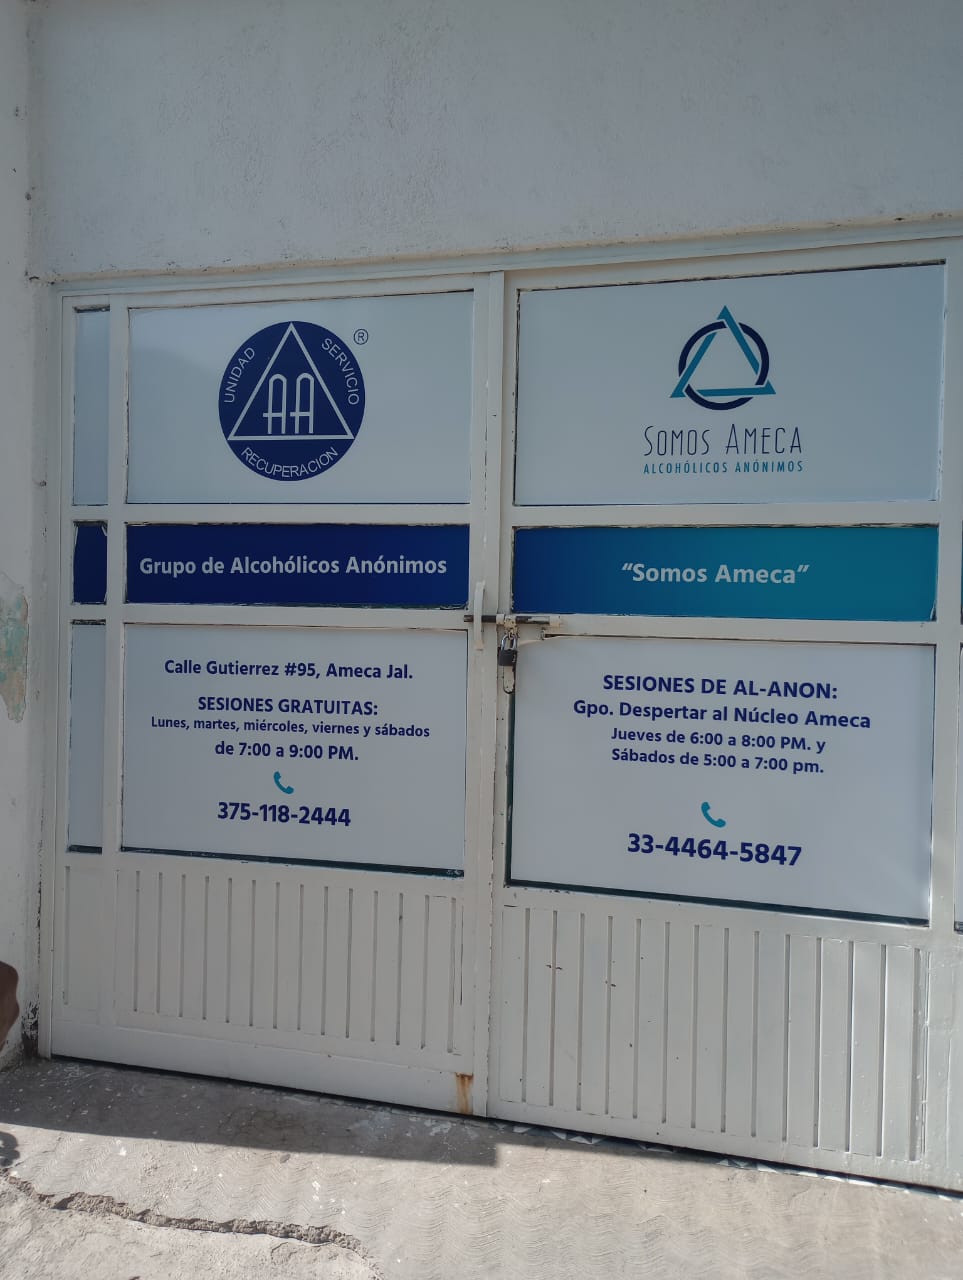 UNIDAD
SERVICIO
RECUPERACION
AA
®
Grupo de Alcohólicos Anónimos
Calle Gutierrez #95, Ameca Jal.
SESIONES GRATUITAS:
Lunes, martes, miércoles, viernes y sábados
de 7:00 a 9:00 PM.
375-118-2444
SOMOS AMECA
ALCOHÓLICOS ANÓNIMOS
“Somos Ameca”
SESIONES DE AL-ANON:
Gpo. Despertar al Núcleo Ameca
Jueves de 6:00 a 8:00 PM. y
Sábados de 5:00 a 7:00 pm.
33-4464-5847